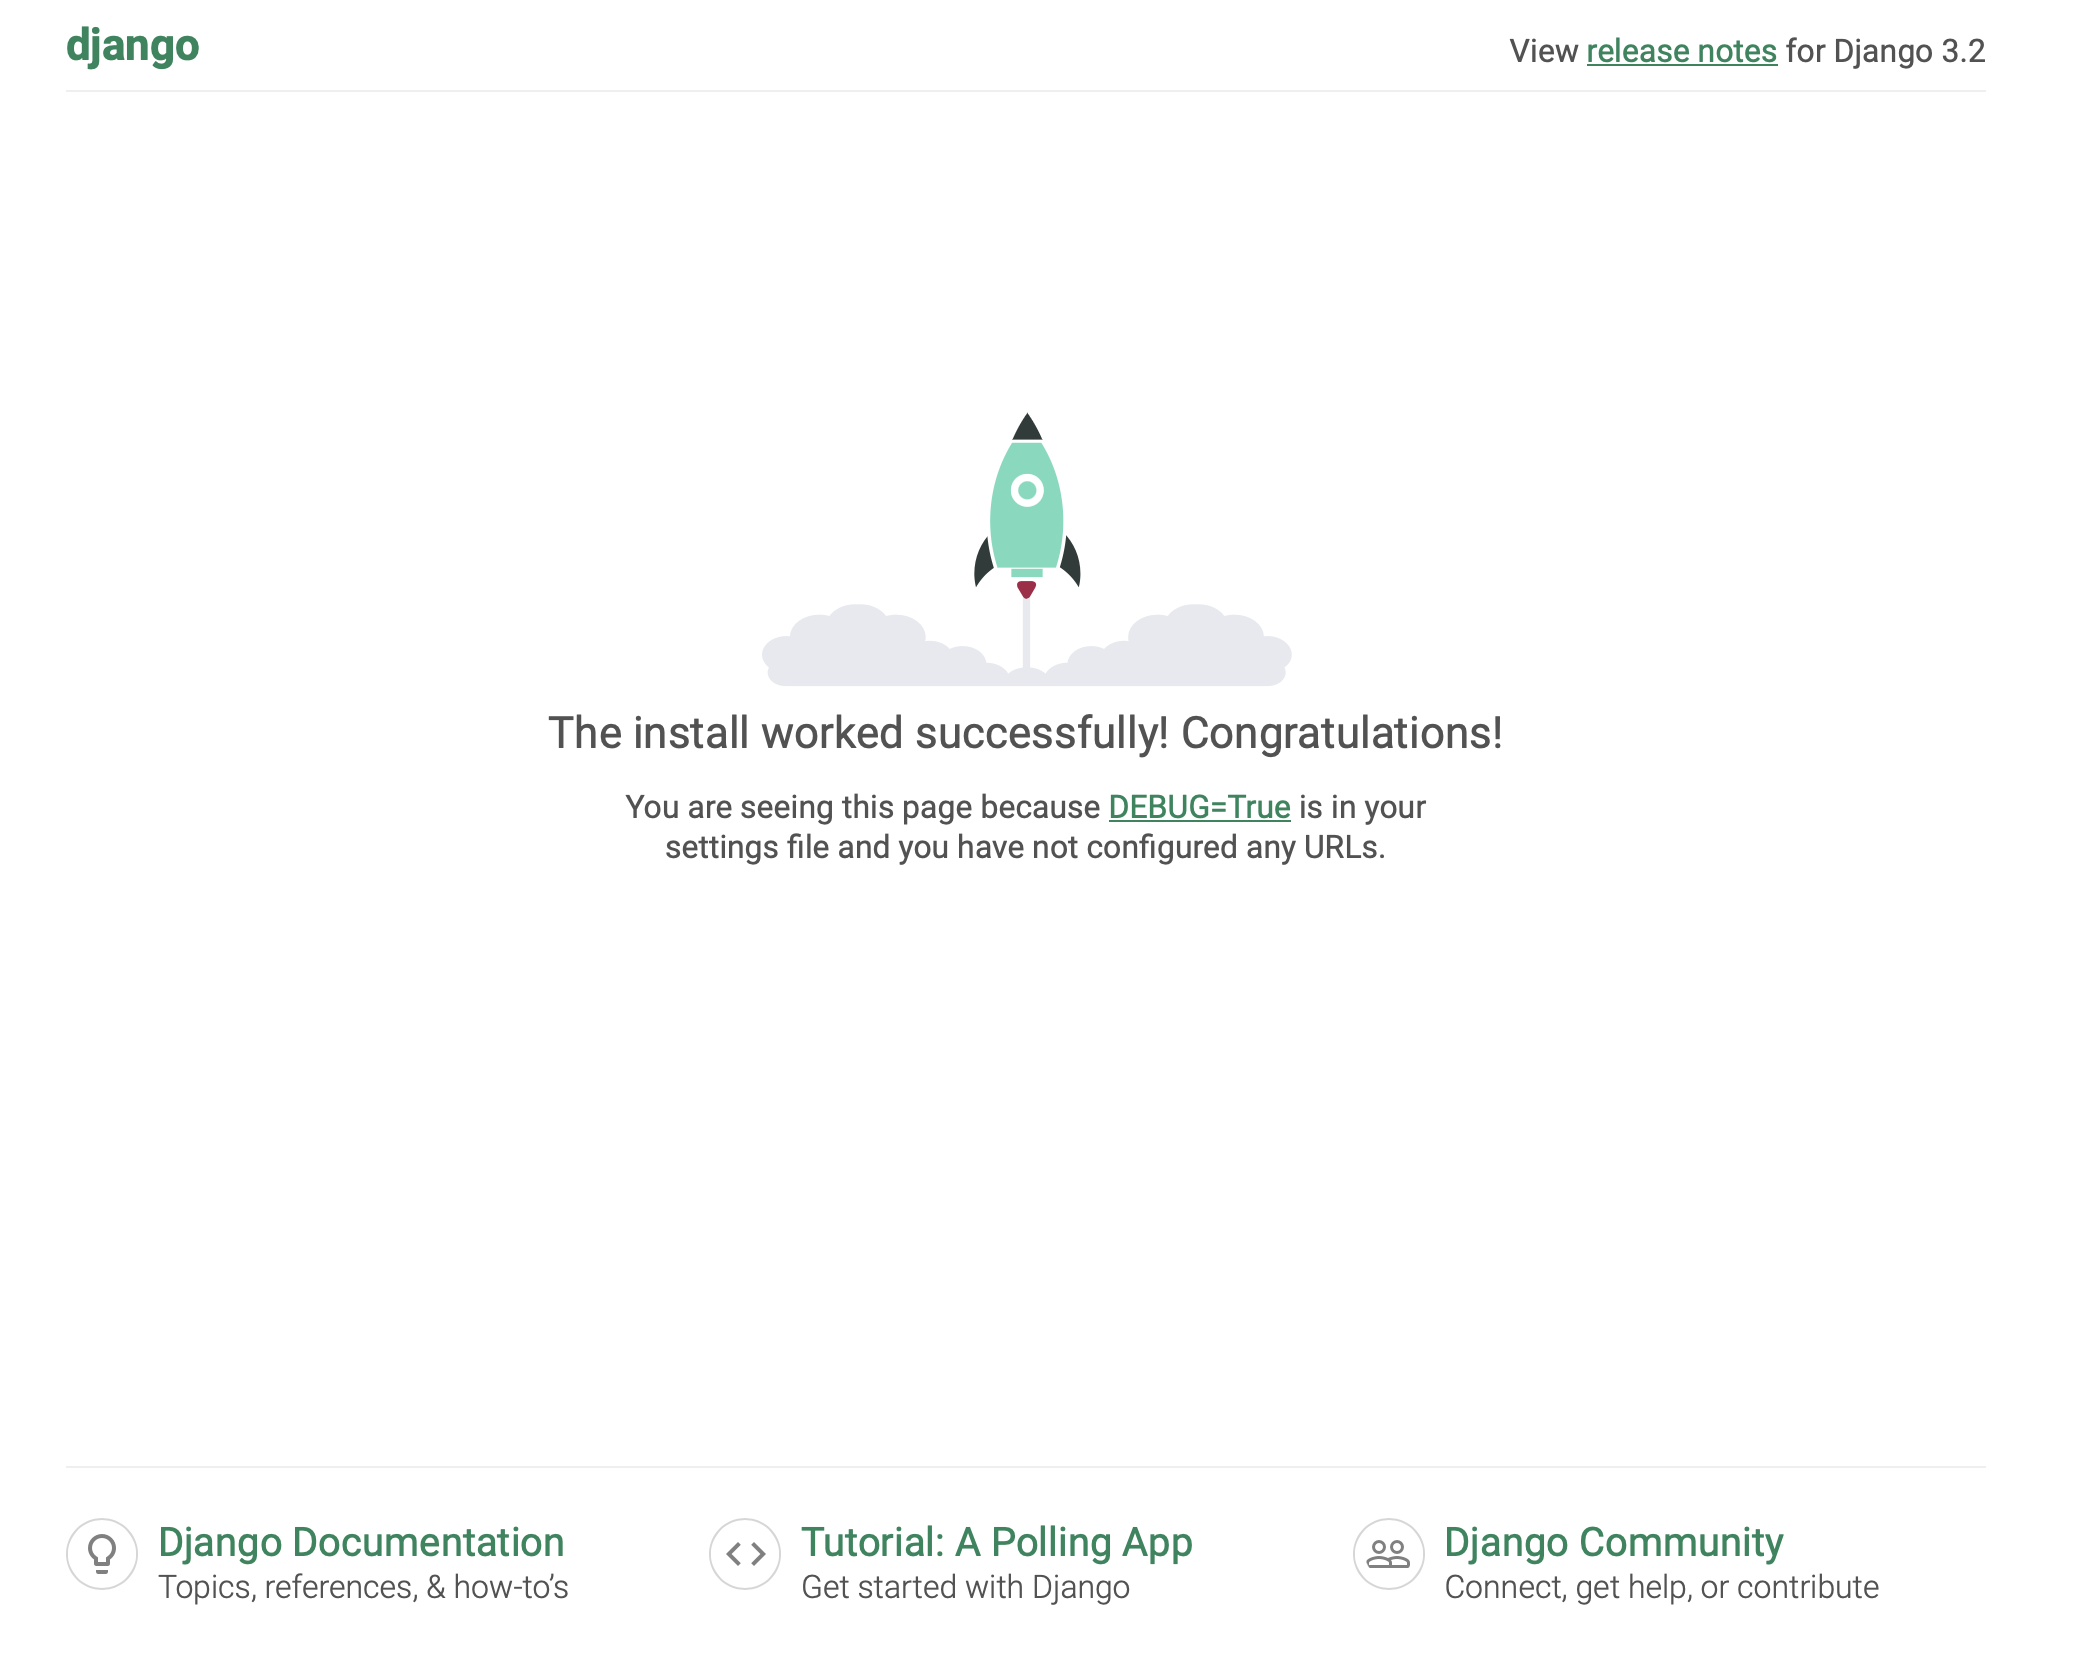 django
View release notes for Django 3.2
The install worked successfully! Congratulations!
You are seeing this page because DEBUG=True is in your
settings file and you have not configured any URLs.
Django Documentation
Topics, references, & how-to’s
Tutorial: A Polling App
Get started with Django
Django Community
Connect, get help, or contribute